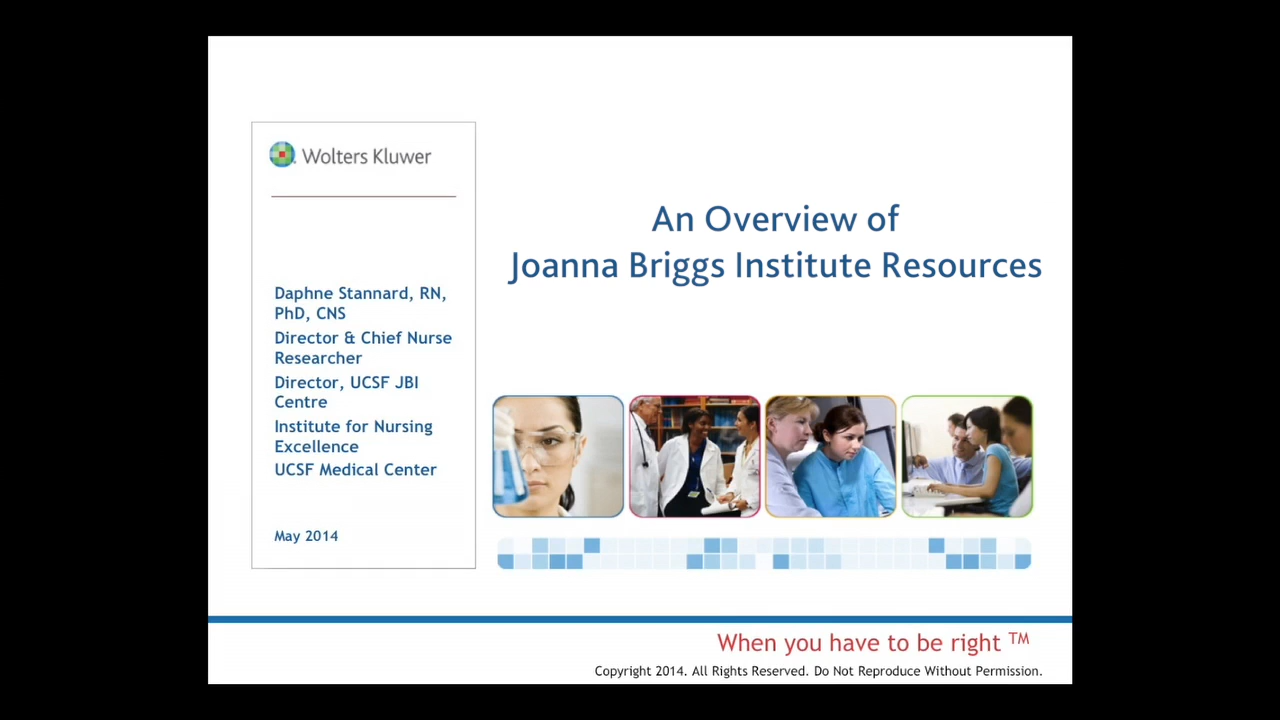 Wolters Kluwer
An Overview of
Joanna Briggs Institute Resources
Daphne Stannard, RN,
PhD, CNS
Director & Chief Nurse
Researcher
Director, UCSF JBI
Centre
Institute for Nursing
Excellence
UCSF Medical Center
May 2014
When you have to be right ™
Copyright 2014. All Rights Reserved. Do Not Reproduce Without Permission.